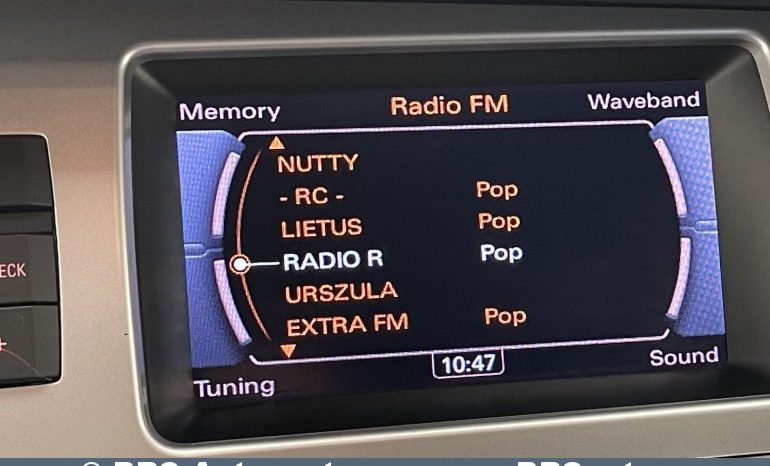 Memory Radio FM Waveband
NUTTY
- RC - Pop
LIETUS Pop
RADIO R Pop
URSZULA
EXTRA FM Pop
10:47
Tuning Sound
ECK
+